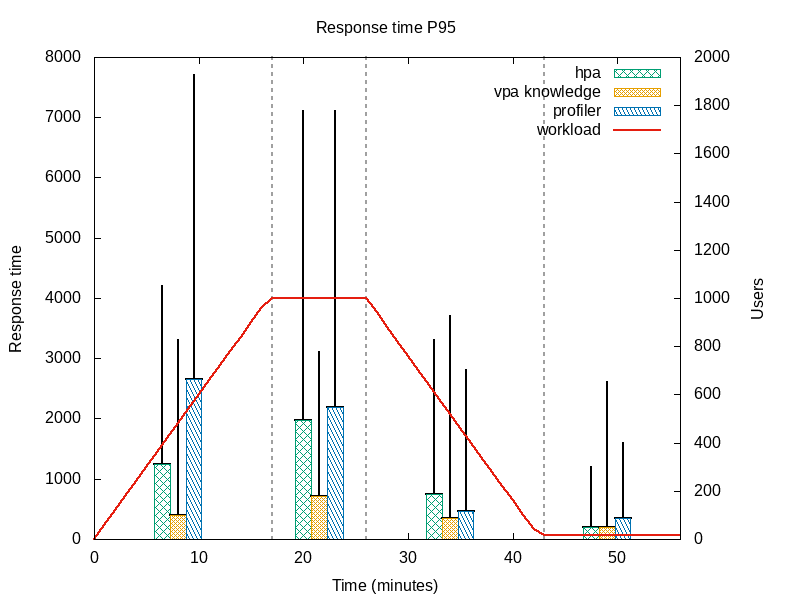 Response time P95
8000
7000
6000
5000
4000
3000
2000
1000
0
Response time
2000
1800
1600
1400
1200
1000
800
600
400
200
0
Users
hpa
vpa knowledge
profiler
workload
0 10 20 30 40 50
Time (minutes)